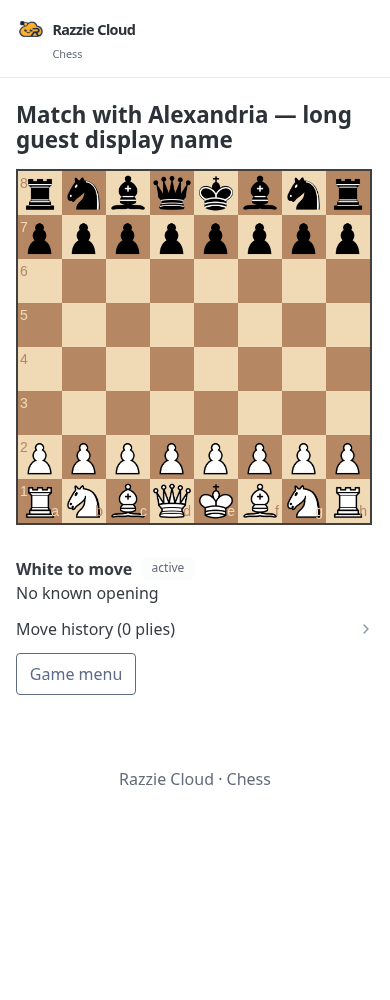 Razzie Cloud
Chess
Match with Alexandria — long
guest display name
8
7
6
5
4
3
2
1
a b c d e f g h
White to move active
No known opening
Move history (0 plies)
Game menu
Razzie Cloud · Chess